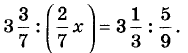 3 3/7 : (2/7 x) = 3 1/3 : 5/9.